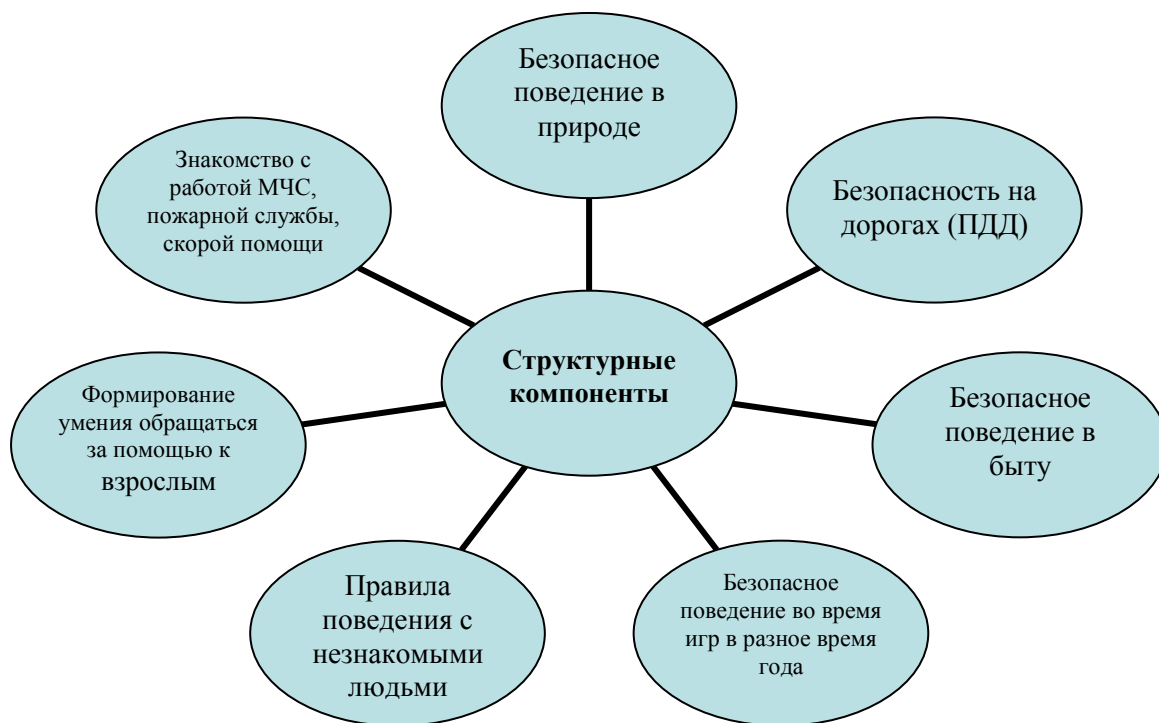 Безопасное
поведение в
природе
Знакомство с
работой МЧС,
пожарной службы,
скорой помощи
Безопасность на
дорогах (ПДД)
Структурные
компоненты
Формирование
умения обращаться
за помощью к
взрослым
Безопасное
поведение в
быту
Правила
поведения с
незнакомыми
людьми
Безопасное
поведение во время
игр в разное время
года